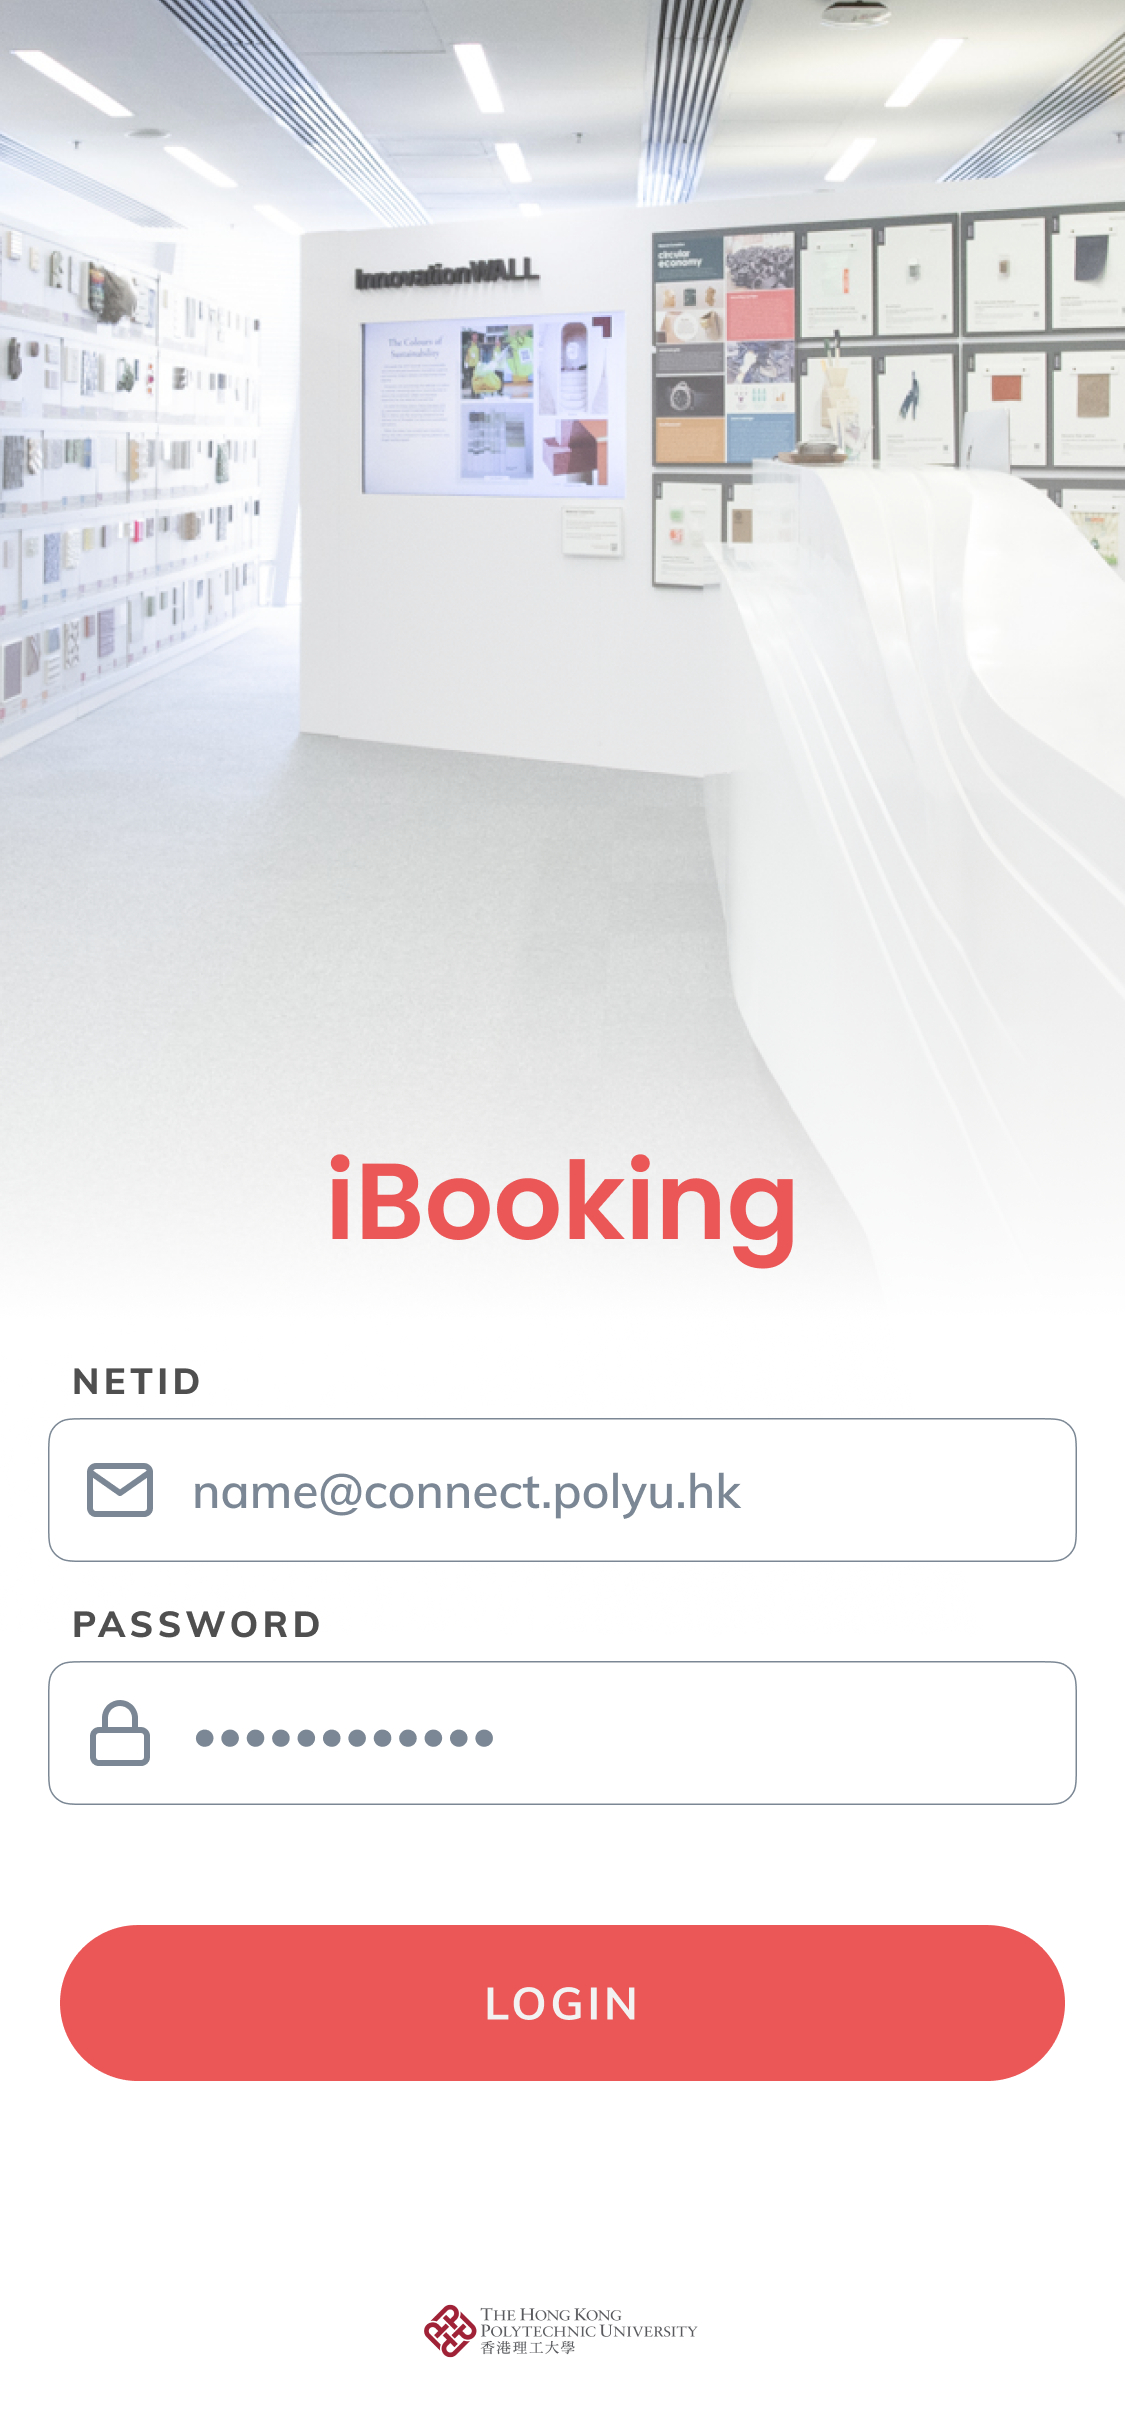 InnovationWALL
circular
economy
The Colours of
Sustainability
iBooking
NETID
name@connect.polyu.hk
PASSWORD
••••••••••••
LOGIN
THE HONG KONG
POLYTECHNIC UNIVERSITY
香港理工大學